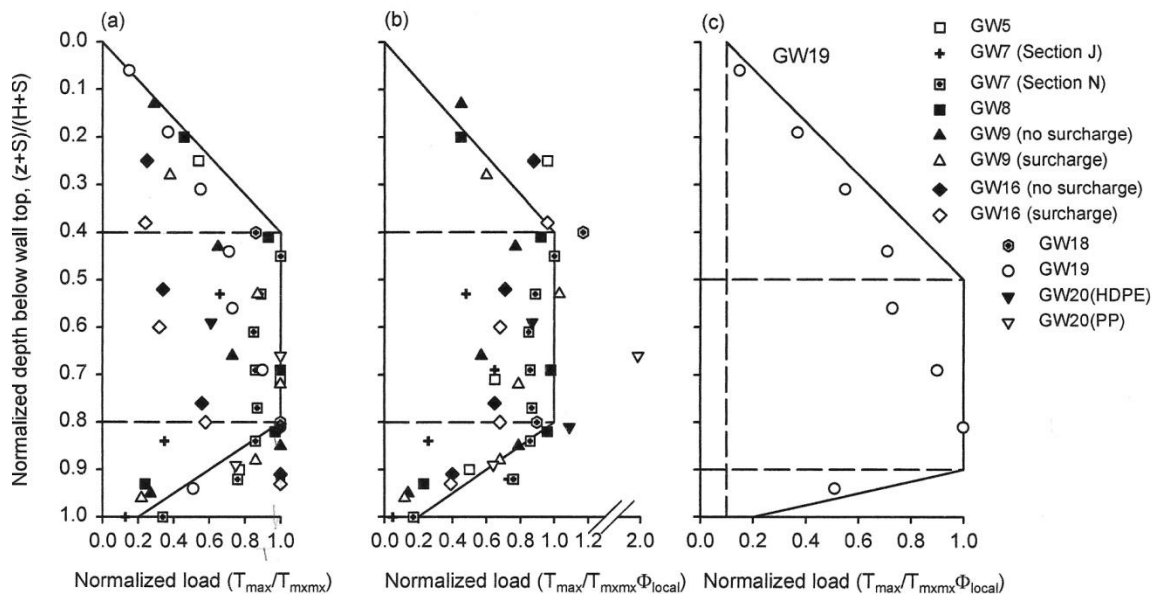 (a)
(b)
(c)
0.0
0.1
0.2
0.3
0.4
0.5
0.6
0.7
0.8
0.9
1.0
Normalized depth below wall top, (z+S)/(H+S)
0.0 0.2 0.4 0.6 0.8 1.0
Normalized load (Tmax/Tmxmx)
0.0 0.2 0.4 0.6 0.8 1.0 1.2 2.0
Normalized load (Tmax/TmxmxΦlocal)
GW19
0.0 0.2 0.4 0.6 0.8 1.0
Normalized load (Tmax/TmxmxΦlocal)
GW5
GW7 (Section J)
GW7 (Section N)
GW8
GW9 (no surcharge)
GW9 (surcharge)
GW16 (no surcharge)
GW16 (surcharge)
GW18
GW19
GW20(HDPE)
GW20(PP)